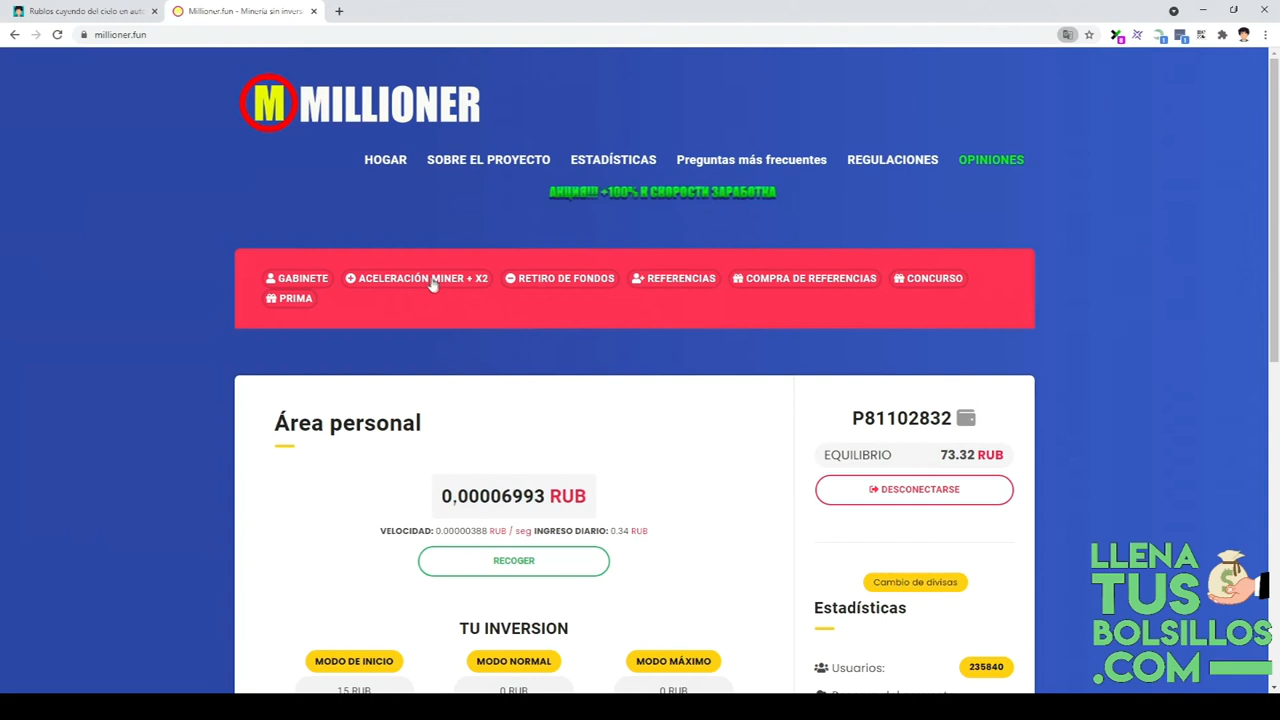 Rublos cuyendo del cielo en auto
Millioner.fun - Minería sin invers
millioner.fun
M MILLIONER
HOGAR SOBRE EL PROYECTO ESTADÍSTICAS Preguntas más frecuentes REGULACIONES OPINIONES
АКЦИЯ!!! +100% К СКОРОСТИ ЗАРАБОТКА
GABINETE ACELERACIÓN MINER + X2 RETIRO DE FONDOS REFERENCIAS COMPRA DE REFERENCIAS CONCURSO
PRIMA
Área personal
0,00006993 RUB
VELOCIDAD: 0.00000388 RUB / seg INGRESO DIARIO: 0.34 RUB
RECOGER
TU INVERSION
MODO DE INICIO MODO NORMAL MODO MÁXIMO
15 RUB 0 RUB 0 RUB
P81102832
EQUILIBRIO 73.32 RUB
DESCONECTARSE
Cambio de divisas
Estadísticas
Usuarios: 235840
LLENA
TUS
BOLSILLOS
.COM